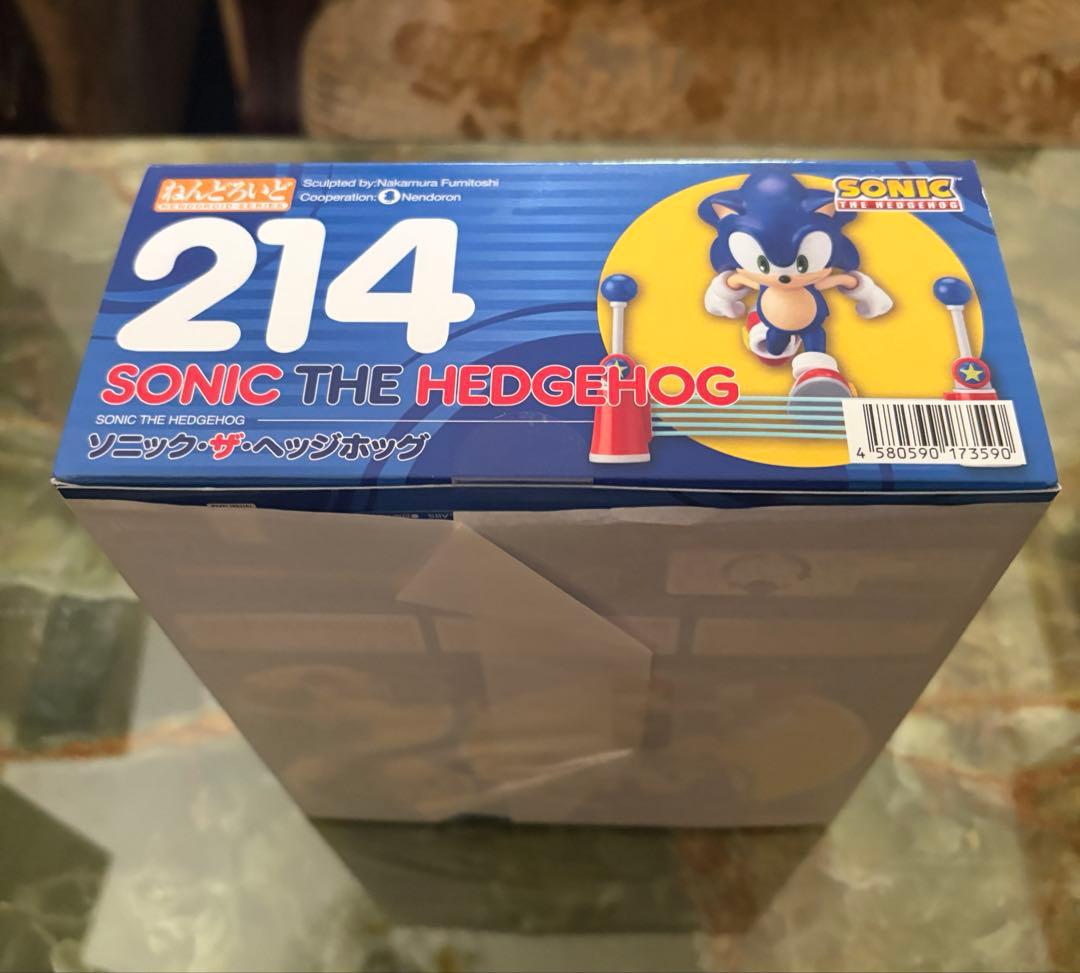 ねんどろいど
NENDOROID SERIES
Sculpted by:Nakamura Fumitoshi
Cooperation: Nendoron
SONIC
THE HEDGEHOG
214
SONIC THE HEDGEHOG
SONIC THE HEDGEHOG
ソニック・ザ・ヘッジホッグ
4 580590 173590